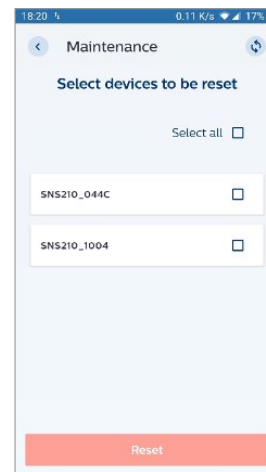 18:20 0.11 K/s 17%
Maintenance
Select devices to be reset
Select all
SNS210_044C
SNS210_1004
Reset